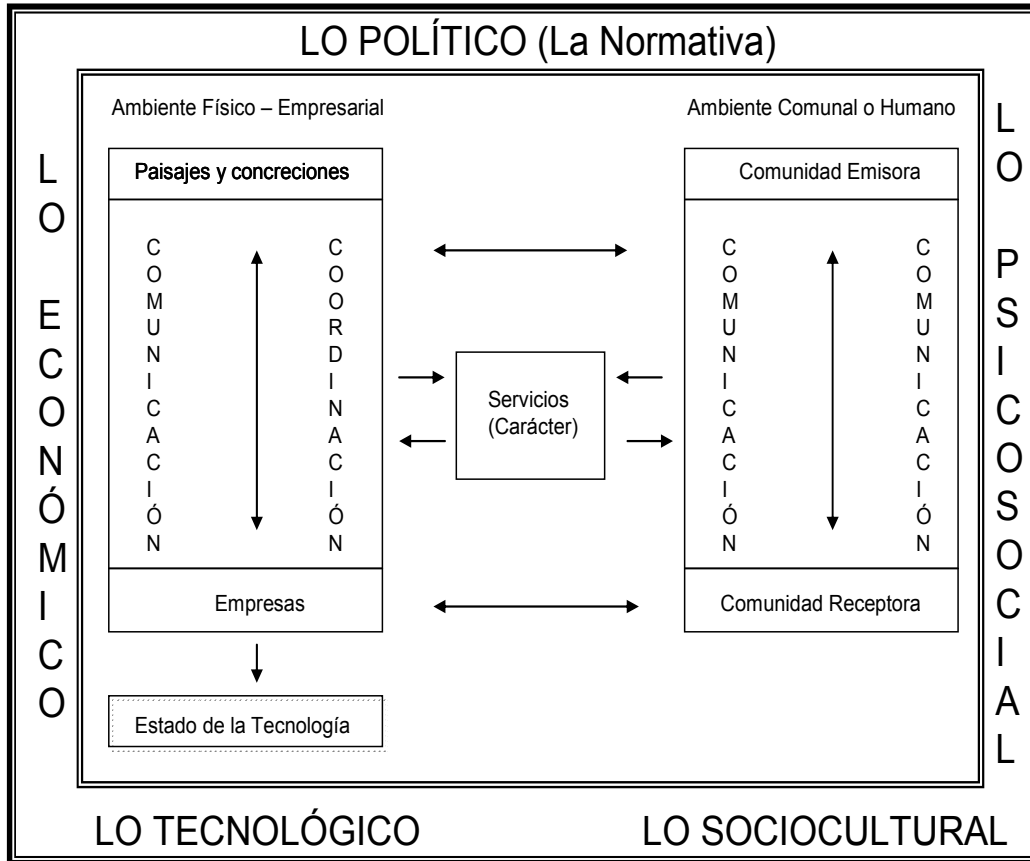 LO POLÍTICO (La Normativa)
LO ECONÓMICO
Ambiente Físico – Empresarial
Paisajes y concreciones
COMUNICACIÓN
COORDINACIÓN
Empresas
Estado de la Tecnología
Servicios
(Carácter)
Ambiente Comunal o Humano
Comunidad Emisora
COMUNICACIÓN
COMUNICACIÓN
Comunidad Receptora
LO PSICOSOCIAL
LO TECNOLÓGICO
LO SOCIOCULTURAL